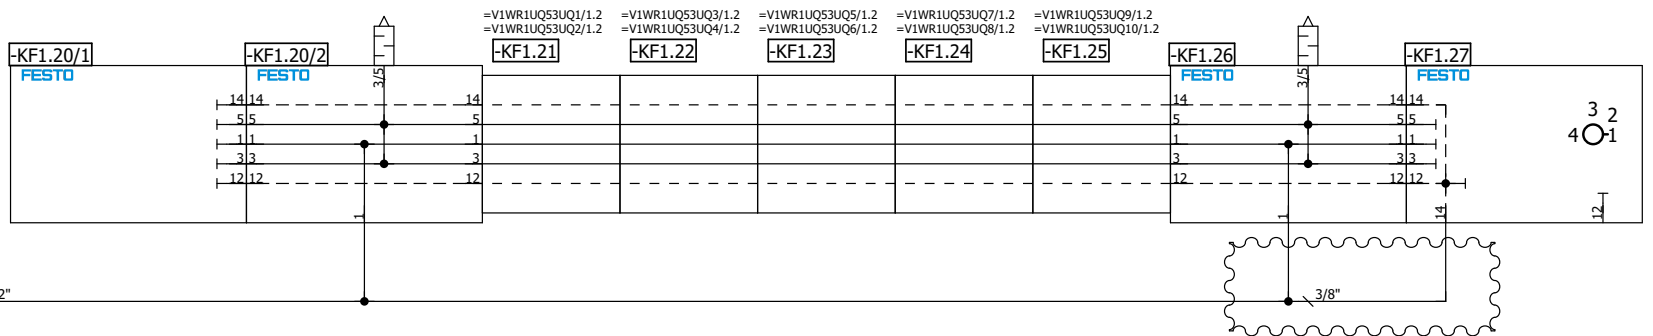 =V1WR1UQ53UQ1/1.2 =V1WR1UQ53UQ3/1.2 =V1WR1UQ53UQ5/1.2 =V1WR1UQ53UQ7/1.2 =V1WR1UQ53UQ9/1.2
=V1WR1UQ53UQ2/1.2 =V1WR1UQ53UQ4/1.2 =V1WR1UQ53UQ6/1.2 =V1WR1UQ53UQ8/1.2 =V1WR1UQ53UQ10/1.2
-KF1.20/1 -KF1.20/2 -KF1.21 -KF1.22 -KF1.23 -KF1.24 -KF1.25 -KF1.26 -KF1.27
FESTO FESTO FESTO FESTO
3/5 3/5
14 14 14 14 14 14
5 5 5 5 5 5
1 1 1 1 1 1
3 3 3 3 3 3
12 12 12 12 12 12
3 2
4 1
1 1 14 12
2" 3/8"